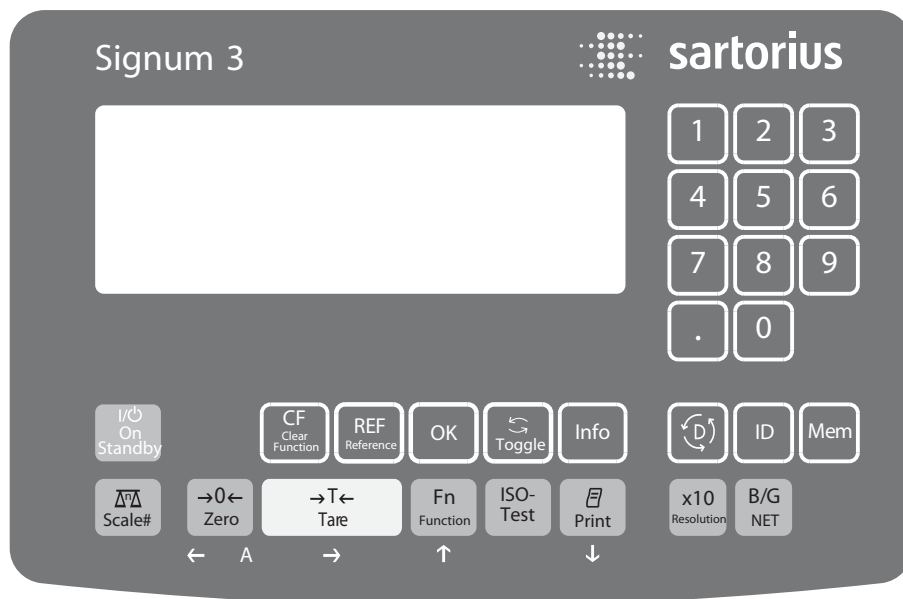 Signum 3
sartorius
1 2 3
4 5 6
7 8 9
. 0
I/⏻
On
Standby
CF
Clear
Function
REF
Reference
OK
Toggle
Info
D
ID
Mem
n
Scale#
→0←
Zero
→T←
Tare
Fn
Function
ISO-
Test
Print
x10
Resolution
B/G
NET
← A → ↑ ↓